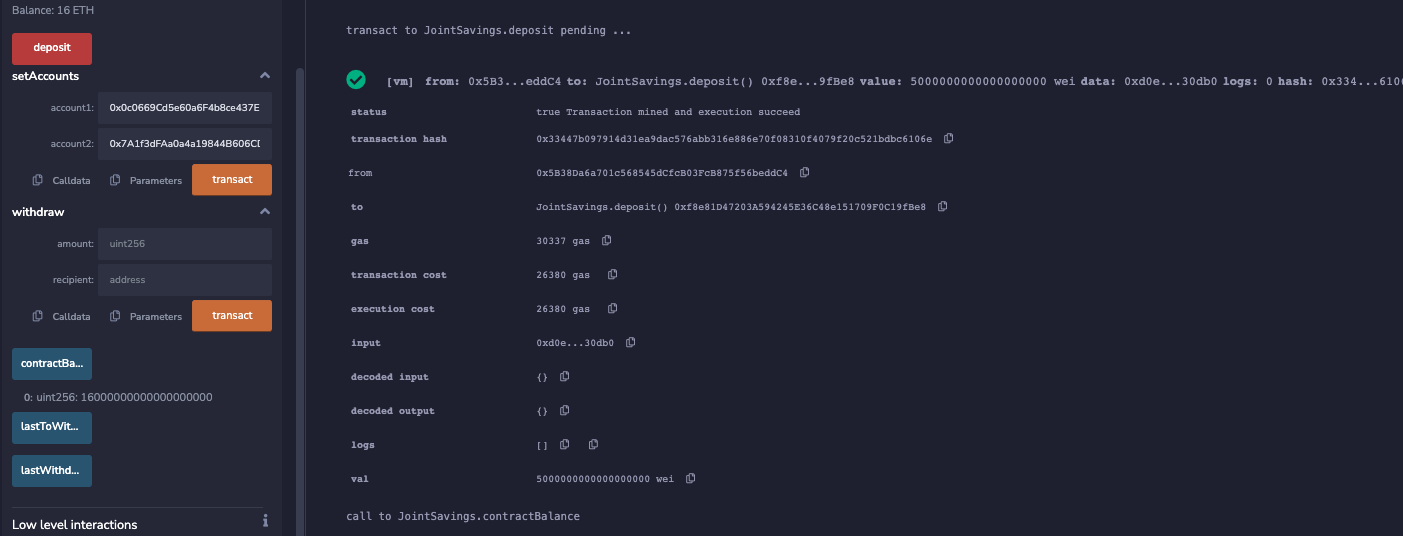 Balance: 16 ETH
deposit
setAccounts
account1: 0x0c0669Cd5e60a6F4b8ce437E
account2: 0x7A1f3dFAa0a4a19844B606CD
Calldata Parameters transact
withdraw
amount: uint256
recipient: address
Calldata Parameters transact
contractBa...
0: uint256: 16000000000000000000
lastToWit...
lastWithd...
Low level interactions
transact to JointSavings.deposit pending ...
[vm] from: 0x5B3...eddC4 to: JointSavings.deposit() 0xf8e...9fBe8 value: 5000000000000000000 wei data: 0xd0e...30db0 logs: 0 hash: 0x334...6106
status true Transaction mined and execution succeed
transaction hash 0x33447b097914d31ea9dac576abb316e886e70f08310f4079f20c521bdbc6106e
from 0x5B38Da6a701c568545dCfcB03FcB875f56beddC4
to JointSavings.deposit() 0xf8e81D47203A594245E36C48e151709F0C19fBe8
gas 30337 gas
transaction cost 26380 gas
execution cost 26380 gas
input 0xd0e...30db0
decoded input {}
decoded output {}
logs []
val 5000000000000000000 wei
call to JointSavings.contractBalance